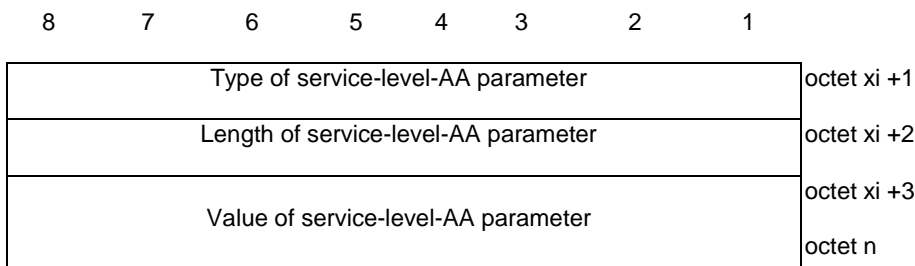 8 7 6 5 4 3 2 1
Type of service-level-AA parameter octet xi +1
Length of service-level-AA parameter octet xi +2
octet xi +3
Value of service-level-AA parameter
octet n